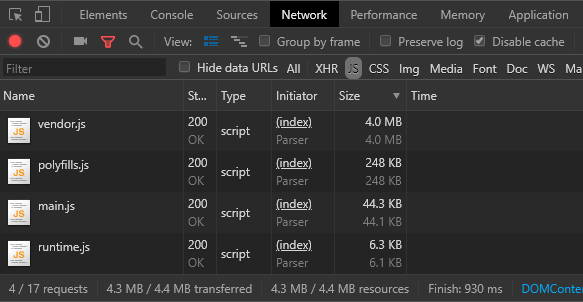 Elements Console Sources Network Performance Memory Application
View: Group by frame Preserve log Disable cache
Filter Hide data URLs All XHR JS CSS Img Media Font Doc WS Ma
Name St... Type Initiator Size Time
JS vendor.js 200 OK script (index) Parser 4.0 MB 4.0 MB
JS polyfills.js 200 OK script (index) Parser 248 KB 248 KB
JS main.js 200 OK script (index) Parser 44.3 KB 44.1 KB
JS runtime.js 200 OK script (index) Parser 6.3 KB 6.1 KB
4 / 17 requests 4.3 MB / 4.4 MB transferred 4.3 MB / 4.4 MB resources Finish: 930 ms DOMConte